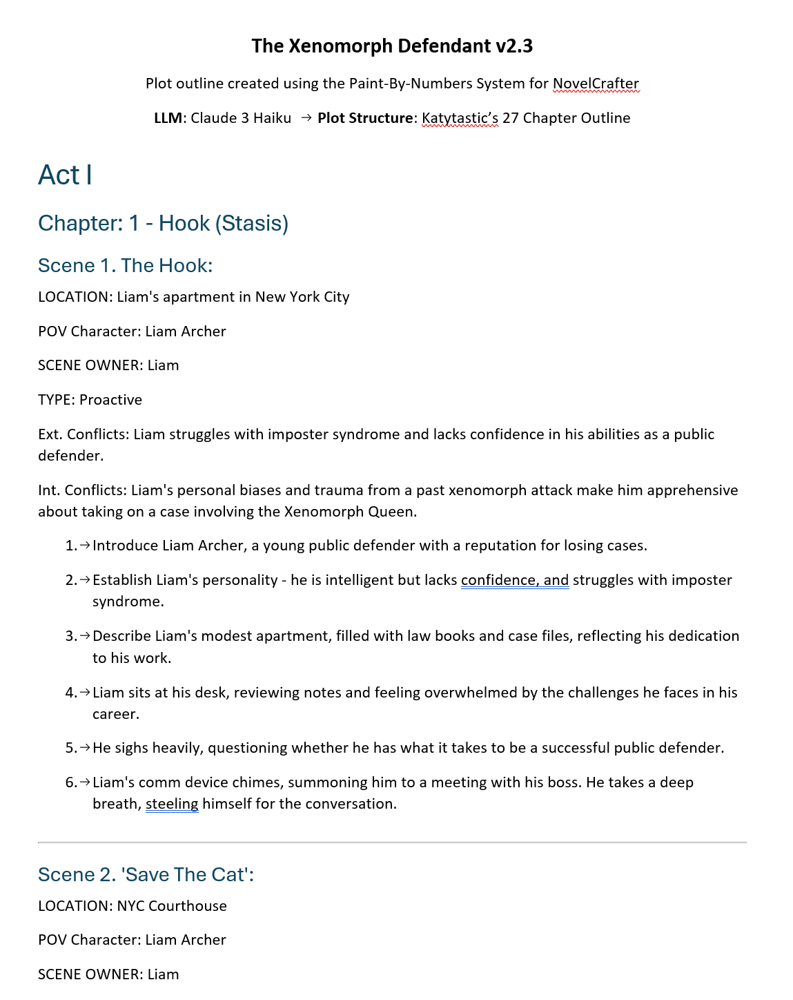 The Xenomorph Defendant v2.3
Plot outline created using the Paint-By-Numbers System for NovelCrafter
LLM: Claude 3 Haiku → Plot Structure: Katytastic's 27 Chapter Outline
Act I
Chapter: 1 - Hook (Stasis)
Scene 1. The Hook:
LOCATION: Liam's apartment in New York City
POV Character: Liam Archer
SCENE OWNER: Liam
TYPE: Proactive
Ext. Conflicts: Liam struggles with imposter syndrome and lacks confidence in his abilities as a public
defender.
Int. Conflicts: Liam's personal biases and trauma from a past xenomorph attack make him apprehensive
about taking on a case involving the Xenomorph Queen.
1.→Introduce Liam Archer, a young public defender with a reputation for losing cases.
2.→Establish Liam's personality - he is intelligent but lacks confidence, and struggles with imposter
syndrome.
3.→Describe Liam's modest apartment, filled with law books and case files, reflecting his dedication
to his work.
4.→Liam sits at his desk, reviewing notes and feeling overwhelmed by the challenges he faces in his
career.
5.→He sighs heavily, questioning whether he has what it takes to be a successful public defender.
6.→Liam's comm device chimes, summoning him to a meeting with his boss. He takes a deep
breath, steeling himself for the conversation.
Scene 2. 'Save The Cat':
LOCATION: NYC Courthouse
POV Character: Liam Archer
SCENE OWNER: Liam